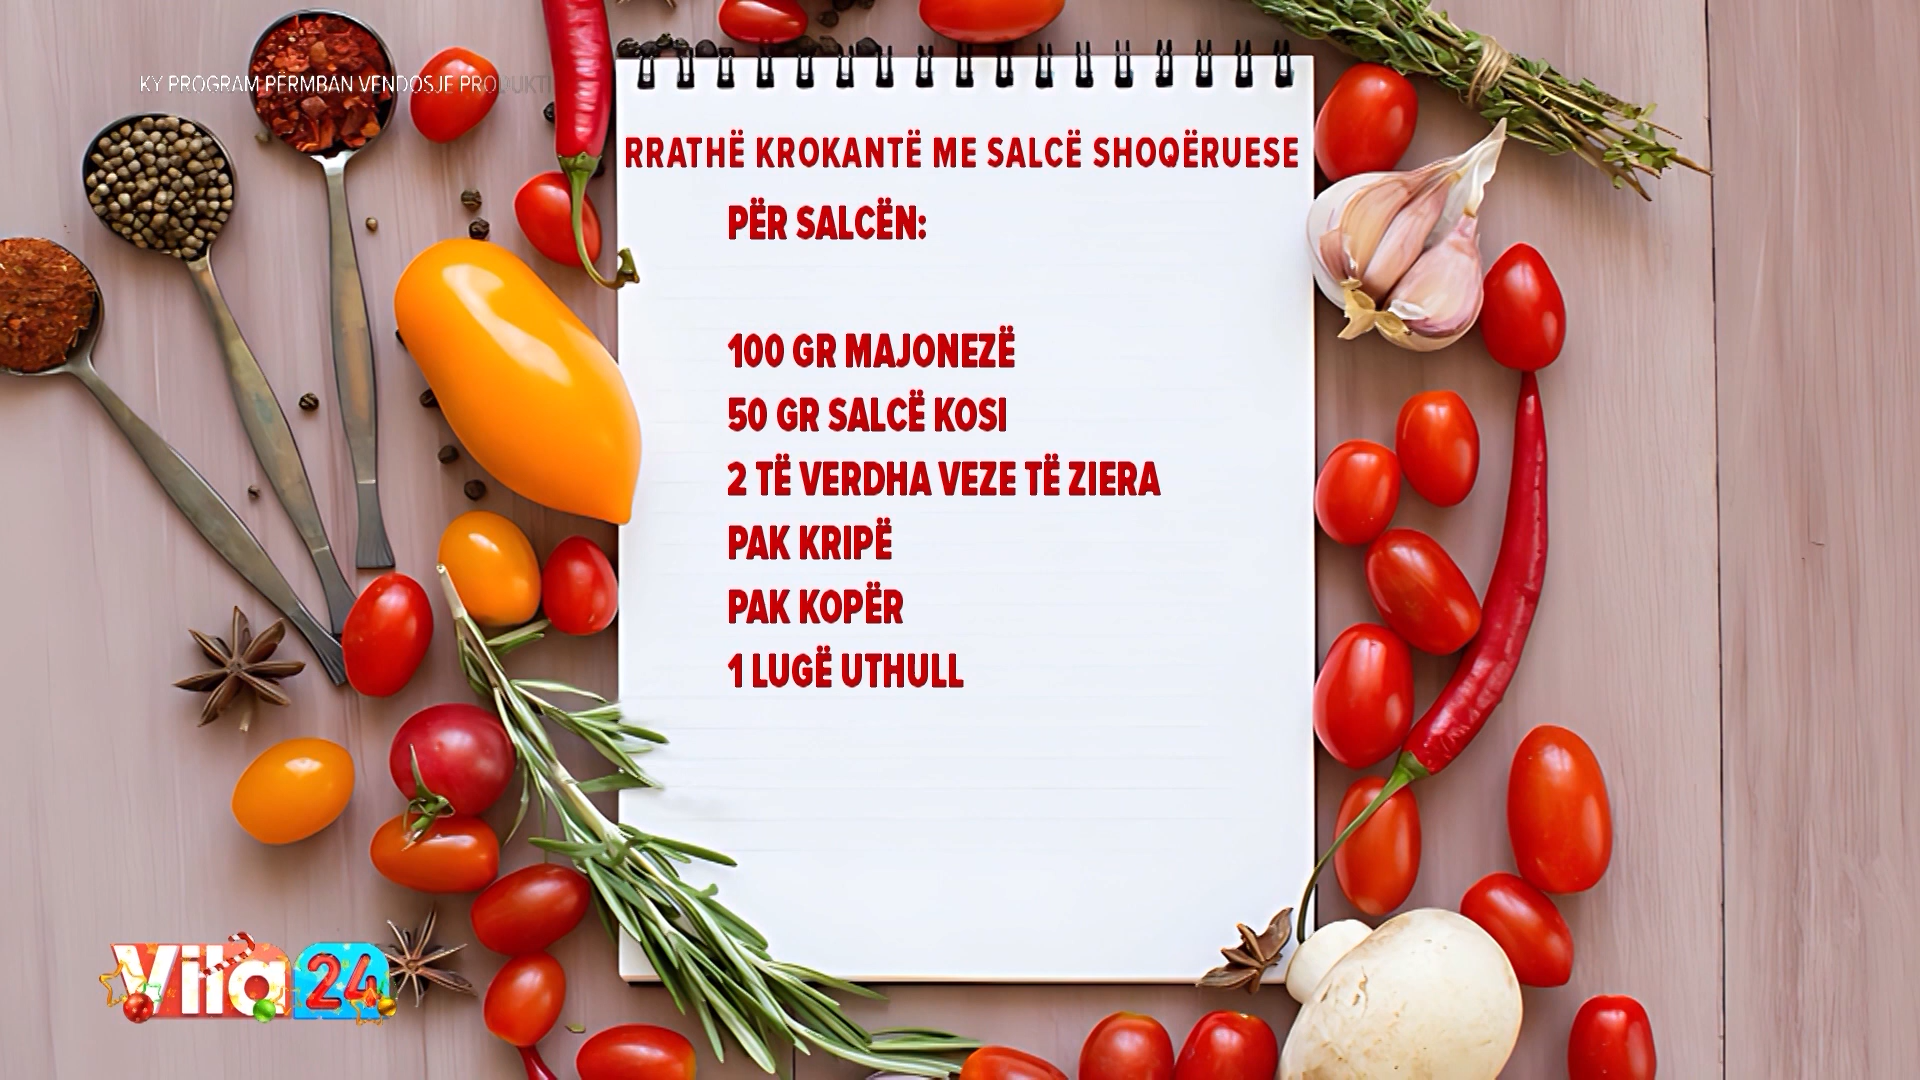 KY PROGRAM PËRMBAN VENDOSJE PRODUKTI
RRATHË KROKANTË ME SALCË SHOQËRUESE
PËR SALCËN:
100 GR MAJONEZË
50 GR SALCË KOSI
2 TË VERDHA VEZE TË ZIERA
PAK KRIPË
PAK KOPËR
1 LUGË UTHULL
Vila 24